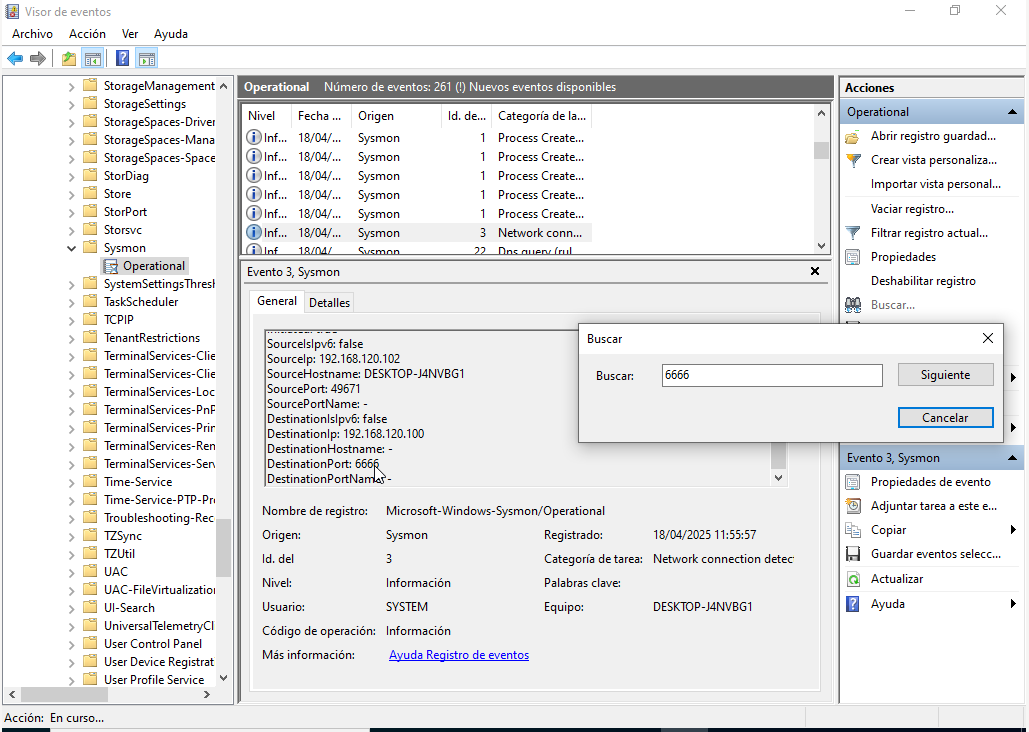 Visor de eventos
Archivo Acción Ver Ayuda
StorageManagement
StorageSettings
StorageSpaces-Driver
StorageSpaces-Mana
StorageSpaces-Space
StorDiag
Store
StorPort
Storsvc
Sysmon
Operational
SystemSettingsThresh
TaskScheduler
TCPIP
TenantRestrictions
TerminalServices-Clie
TerminalServices-Clie
TerminalServices-Loc
TerminalServices-PnP
TerminalServices-Prin
TerminalServices-Ren
TerminalServices-Serv
Time-Service
Time-Service-PTP-Pro
Troubleshooting-Rec
TZSync
TZUtil
UAC
UAC-FileVirtualization
UI-Search
UniversalTelemetryCl
User Control Panel
User Device Registrat
User Profile Service
Operational Número de eventos: 261 (!) Nuevos eventos disponibles
Nivel Fecha ... Origen Id. de... Categoría de la...
Inf... 18/04/... Sysmon 1 Process Create...
Inf... 18/04/... Sysmon 1 Process Create...
Inf... 18/04/... Sysmon 1 Process Create...
Inf... 18/04/... Sysmon 1 Process Create...
Inf... 18/04/... Sysmon 1 Process Create...
Inf... 18/04/... Sysmon 3 Network conn...
Inf... 18/04/... Sysmon 22 Dns query (rul...
Evento 3, Sysmon
General Detalles
Initiated: true
SourceIsIpv6: false
SourceIp: 192.168.120.102
SourceHostname: DESKTOP-J4NVBG1
SourcePort: 49671
SourcePortName: -
DestinationIsIpv6: false
DestinationIp: 192.168.120.100
DestinationHostname: -
DestinationPort: 6666
DestinationPortName: -
Nombre de registro: Microsoft-Windows-Sysmon/Operational
Origen: Sysmon Registrado: 18/04/2025 11:55:57
Id. del 3 Categoría de tarea: Network connection detec
Nivel: Información Palabras clave:
Usuario: SYSTEM Equipo: DESKTOP-J4NVBG1
Código de operación: Información
Más información: Ayuda Registro de eventos
Buscar
Buscar: 6666 Siguiente
Cancelar
Acciones
Operational
Abrir registro guardad...
Crear vista personaliza...
Importar vista personal...
Vaciar registro...
Filtrar registro actual...
Propiedades
Deshabilitar registro
Buscar...
Evento 3, Sysmon
Propiedades de evento
Adjuntar tarea a este e...
Copiar
Guardar eventos selecc...
Actualizar
Ayuda
Acción: En curso...